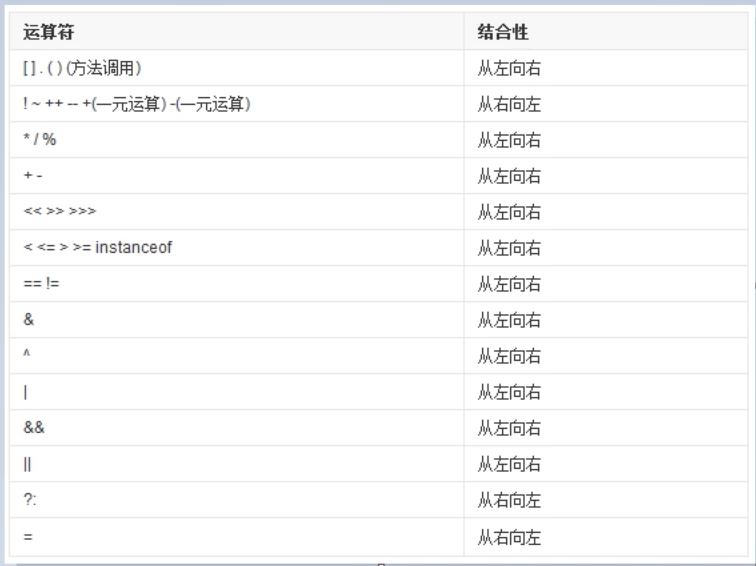 运算符 结合性
[ ] . ( ) (方法调用) 从左向右
! ~ ++ -- +(一元运算) -(一元运算) 从右向左
* / % 从左向右
+ - 从左向右
<< >> >>> 从左向右
< <= > >= instanceof 从左向右
== != 从左向右
& 从左向右
^ 从左向右
| 从左向右
&& 从左向右
|| 从左向右
?: 从右向左
= 从右向左